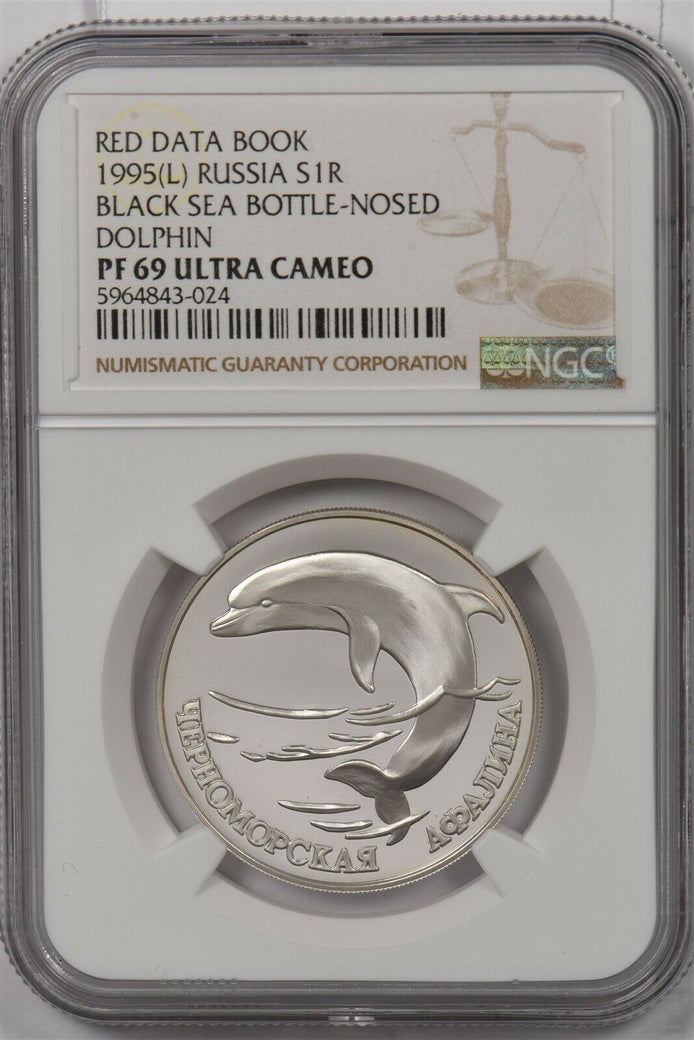 RED DATA BOOK
1995(L) RUSSIA S1R
BLACK SEA BOTTLE-NOSED
DOLPHIN
PF 69 ULTRA CAMEO
5964843-024
NUMISMATIC GUARANTY CORPORATION
NGC
ЧЕРНОМОРСКАЯ АФАЛИНА